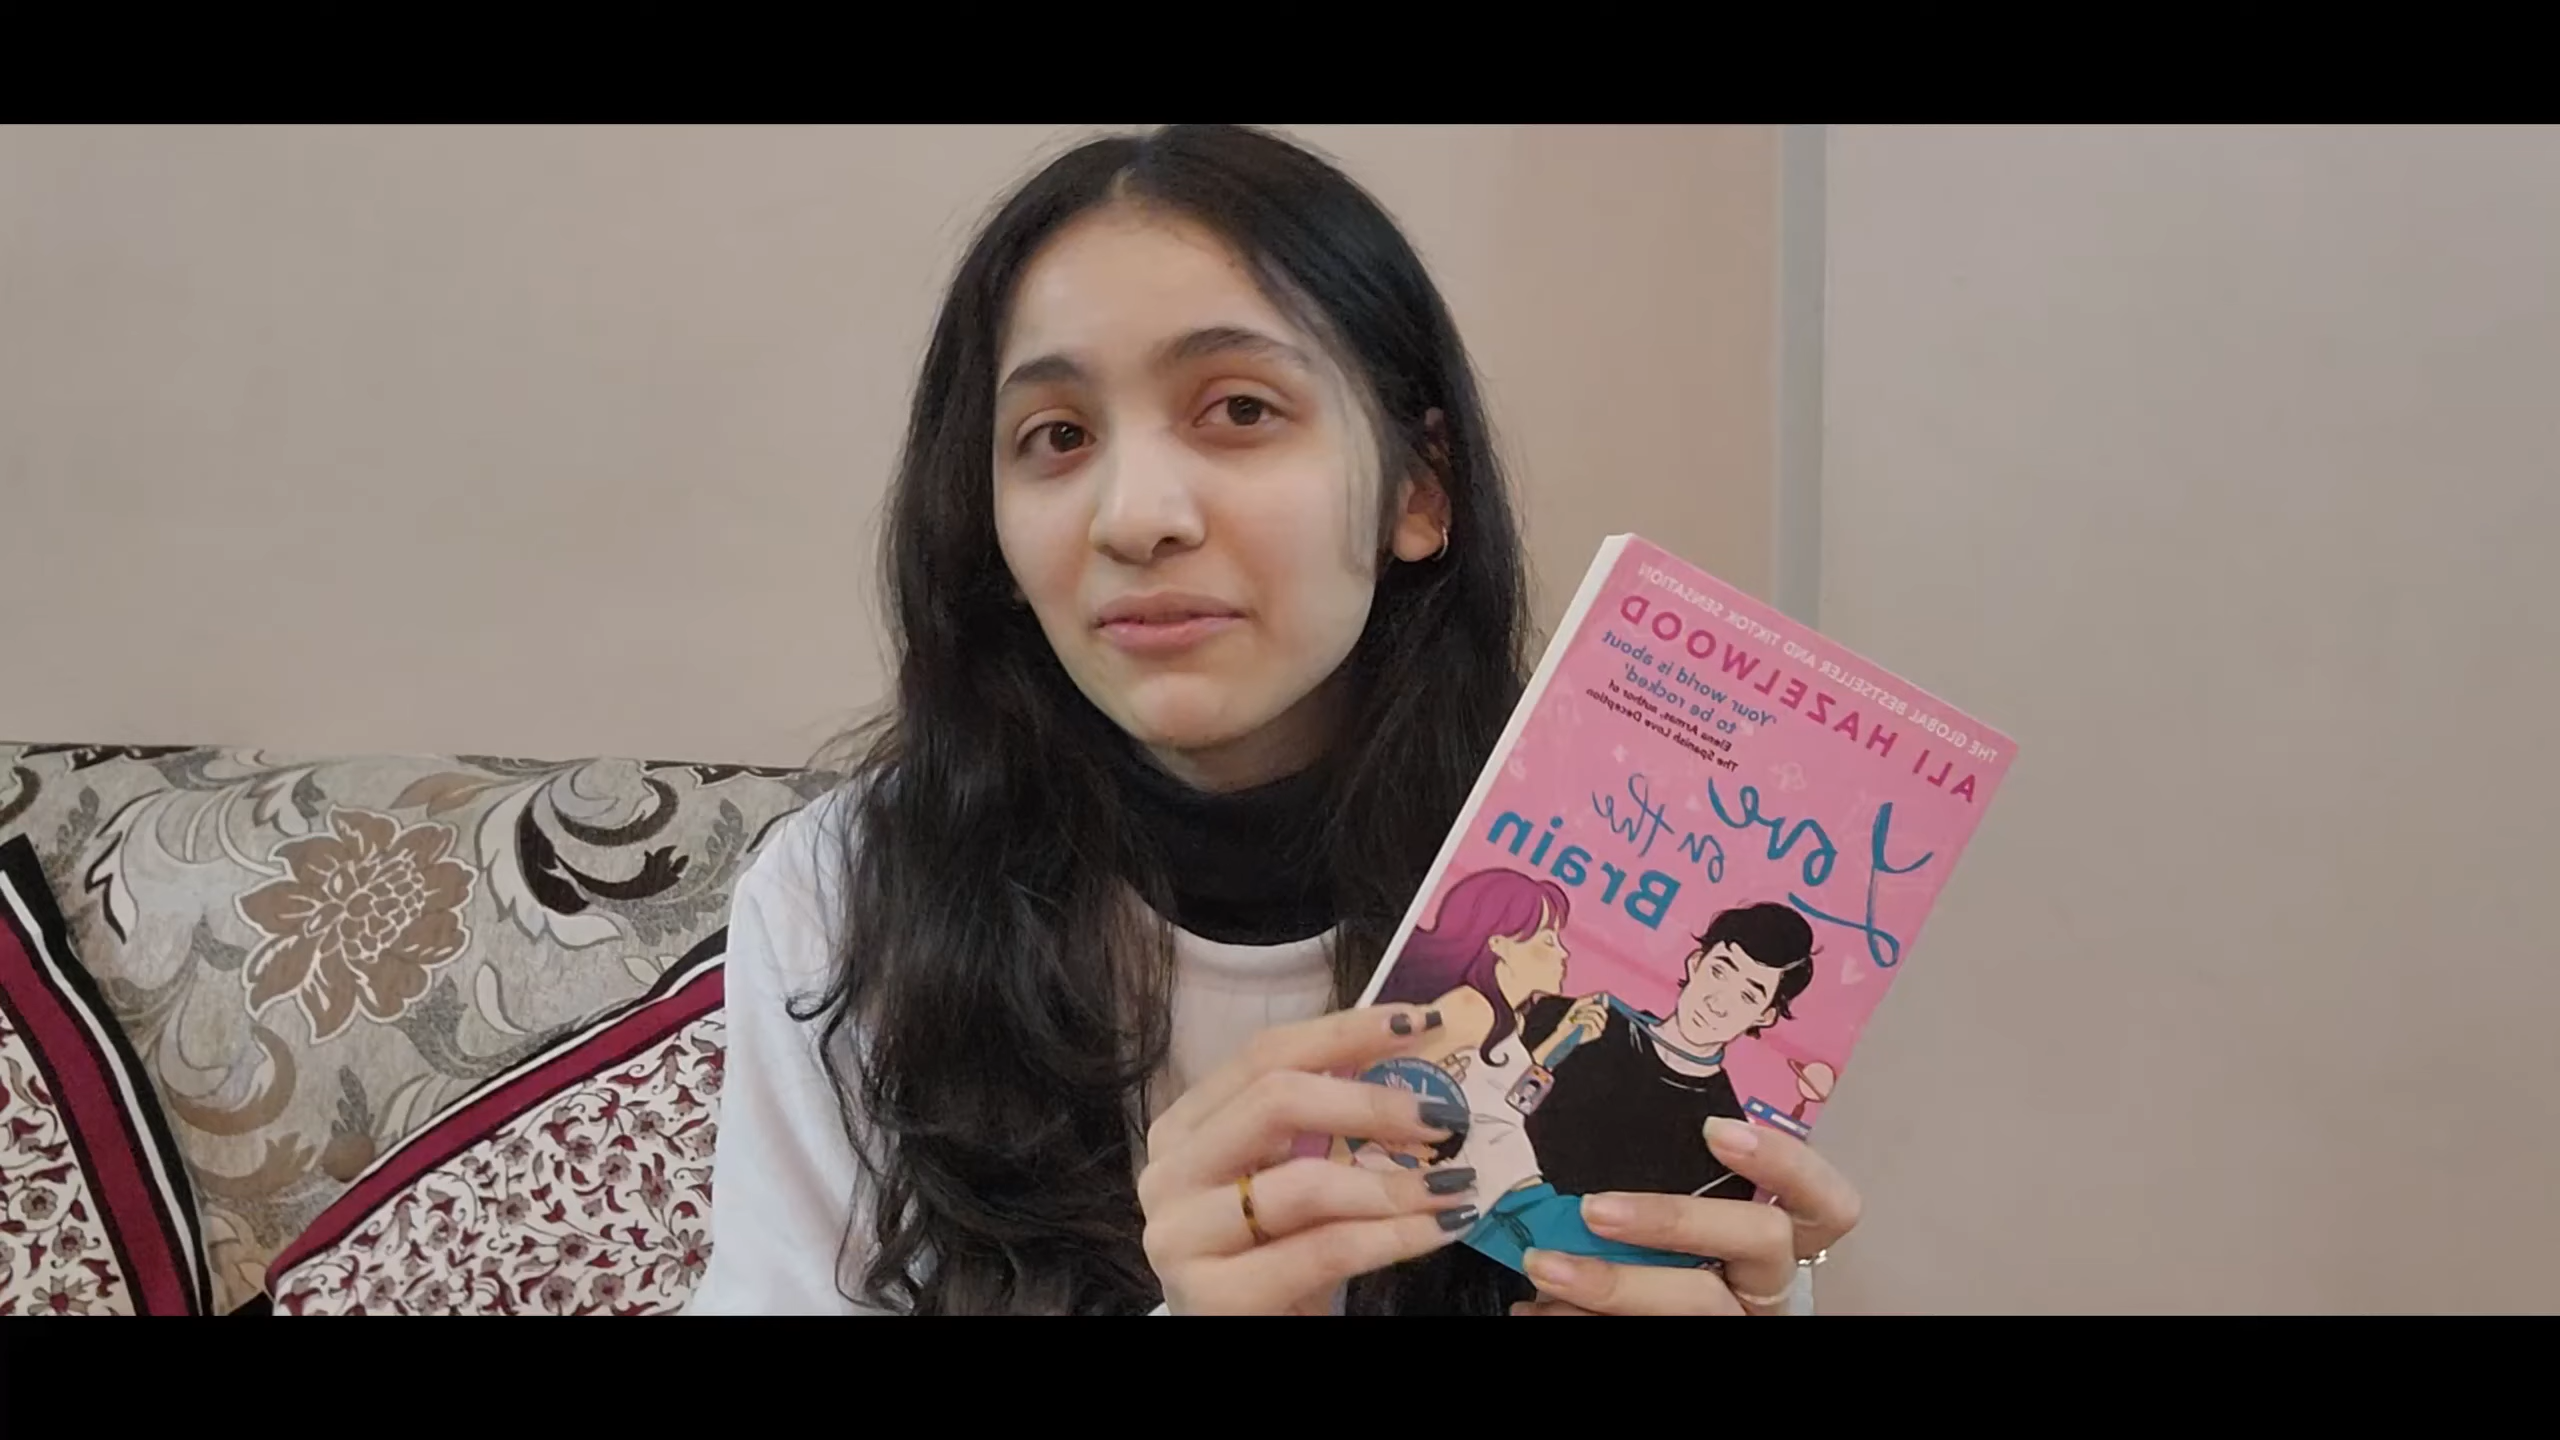 THE GLOBAL BESTSELLER AND TIKTOK SENSATION
ALI HAZELWOOD
'Your world is about
to be rocked'
Elena Armas, author of
The Spanish Love Deception
Love
on the
Brain